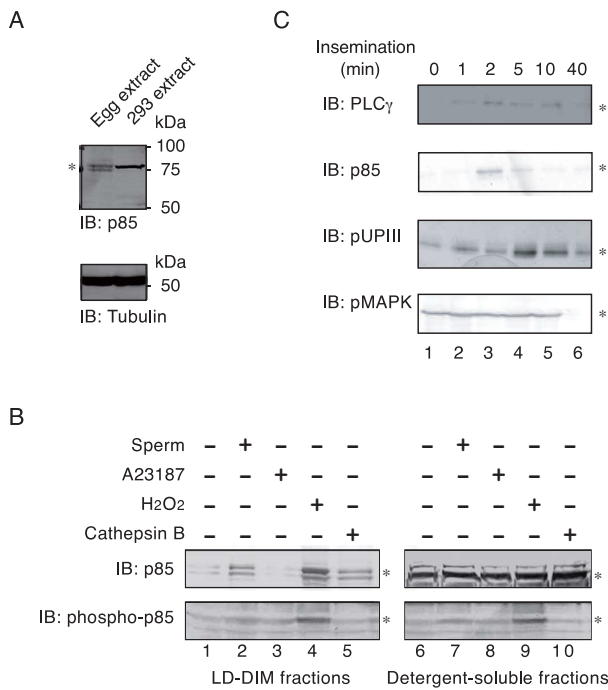 A
Egg extract
293 extract
kDa
100
75
50
*
IB: p85
kDa
50
IB: Tubulin
C
Insemination
(min)
0 1 2 5 10 40
IB: PLCγ *
IB: p85 *
IB: pUPIII *
IB: pMAPK *
1 2 3 4 5 6
B
Sperm – + – – – – + – – –
A23187 – – + – – – – + – –
H2O2 – – – + – – – – + –
Cathepsin B – – – – + – – – – +
IB: p85 * *
IB: phospho-p85 * *
1 2 3 4 5 6 7 8 9 10
LD-DIM fractions Detergent-soluble fractions